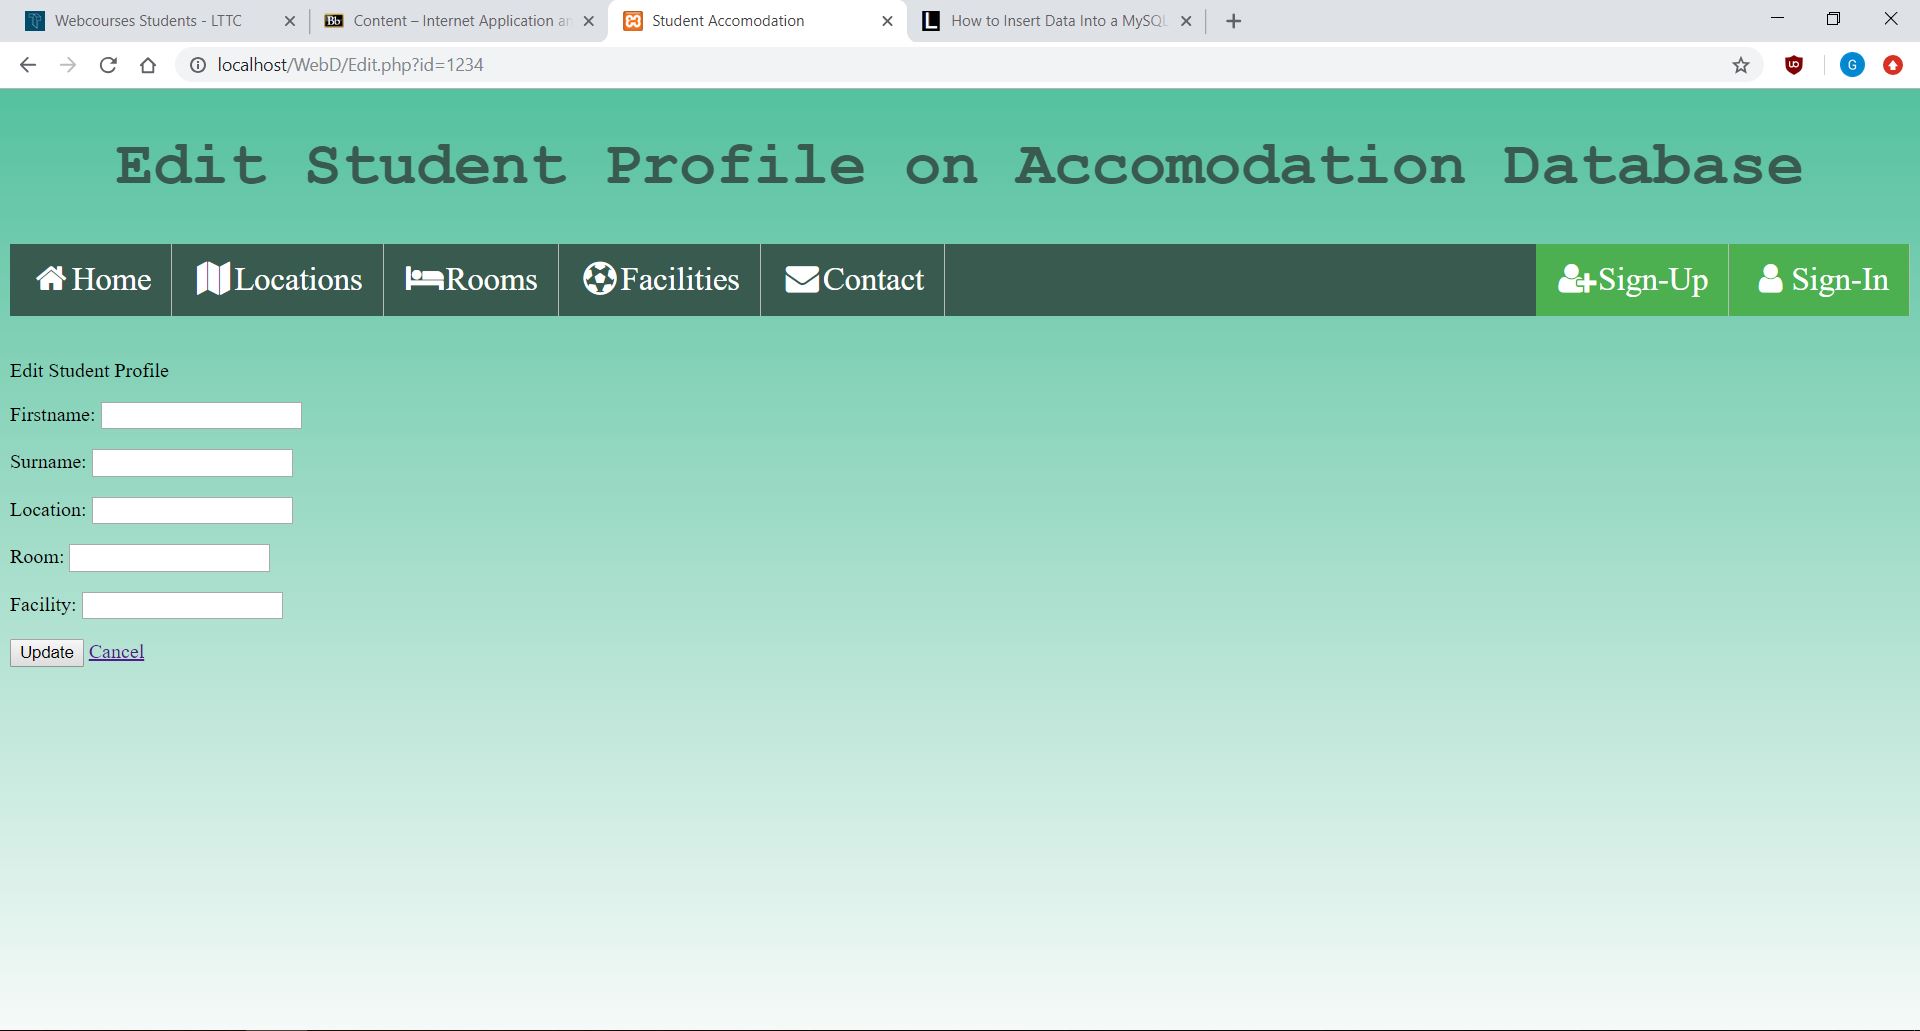 Webcourses Students - LTTC
Content – Internet Application an
Student Accomodation
How to Insert Data Into a MySQL
localhost/WebD/Edit.php?id=1234
G
Edit Student Profile on Accomodation Database
Home Locations Rooms Facilities Contact Sign-Up Sign-In
Edit Student Profile
Firstname:
Surname:
Location:
Room:
Facility:
Update Cancel